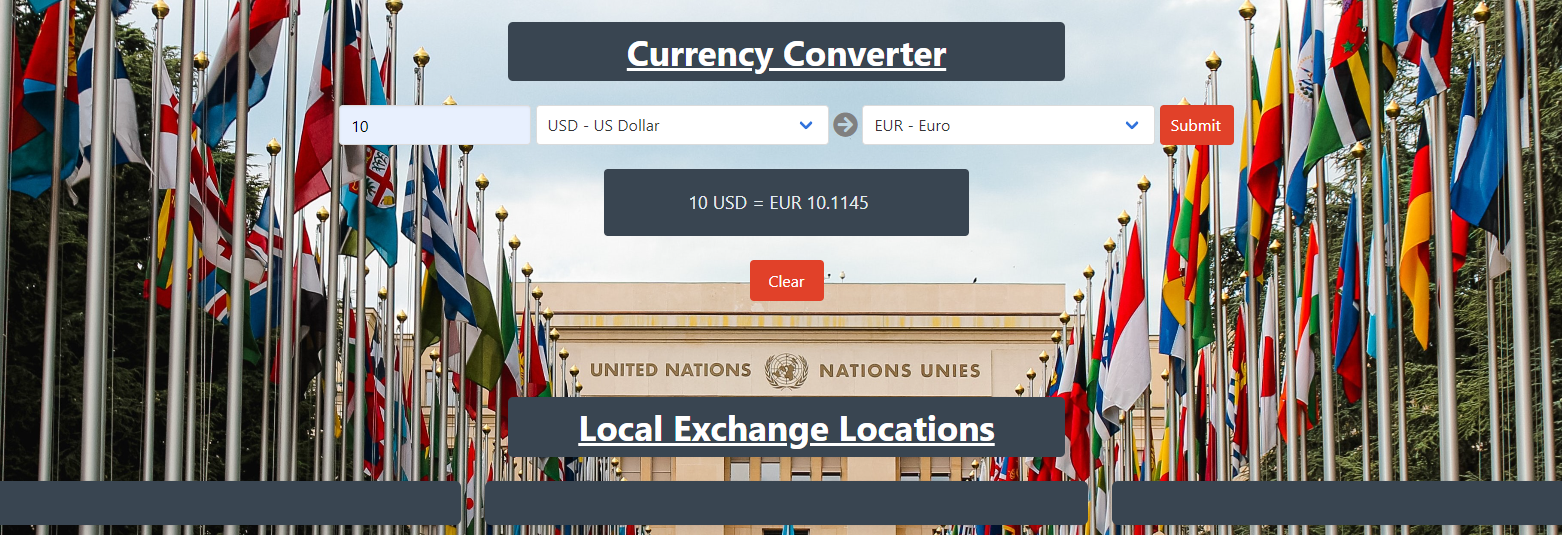 Currency Converter
10
USD - US Dollar
EUR - Euro
Submit
10 USD = EUR 10.1145
Clear
UNITED NATIONS NATIONS UNIES
Local Exchange Locations